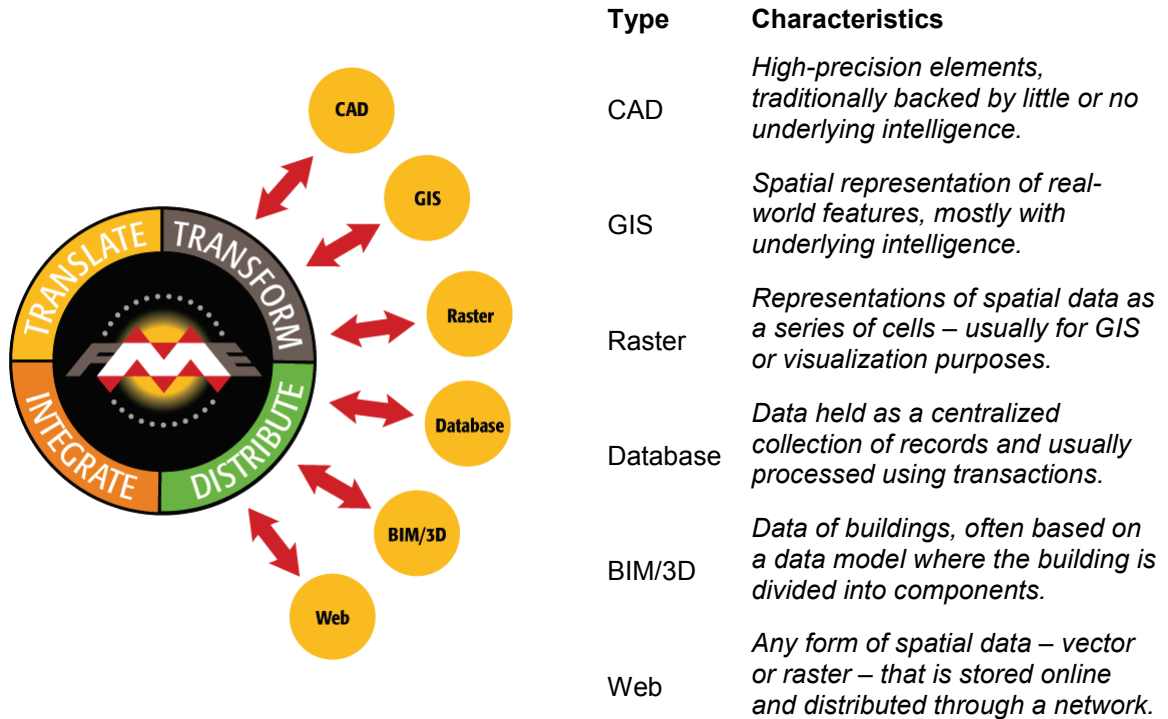 CAD
GIS
Raster
Database
BIM/3D
Web
TRANSLATE
TRANSFORM
INTEGRATE
DISTRIBUTE
FME
Type Characteristics
CAD
High-precision elements,
traditionally backed by little or no
underlying intelligence.
GIS
Spatial representation of real-
world features, mostly with
underlying intelligence.
Raster
Representations of spatial data as
a series of cells – usually for GIS
or visualization purposes.
Database
Data held as a centralized
collection of records and usually
processed using transactions.
BIM/3D
Data of buildings, often based on
a data model where the building is
divided into components.
Web
Any form of spatial data – vector
or raster – that is stored online
and distributed through a network.